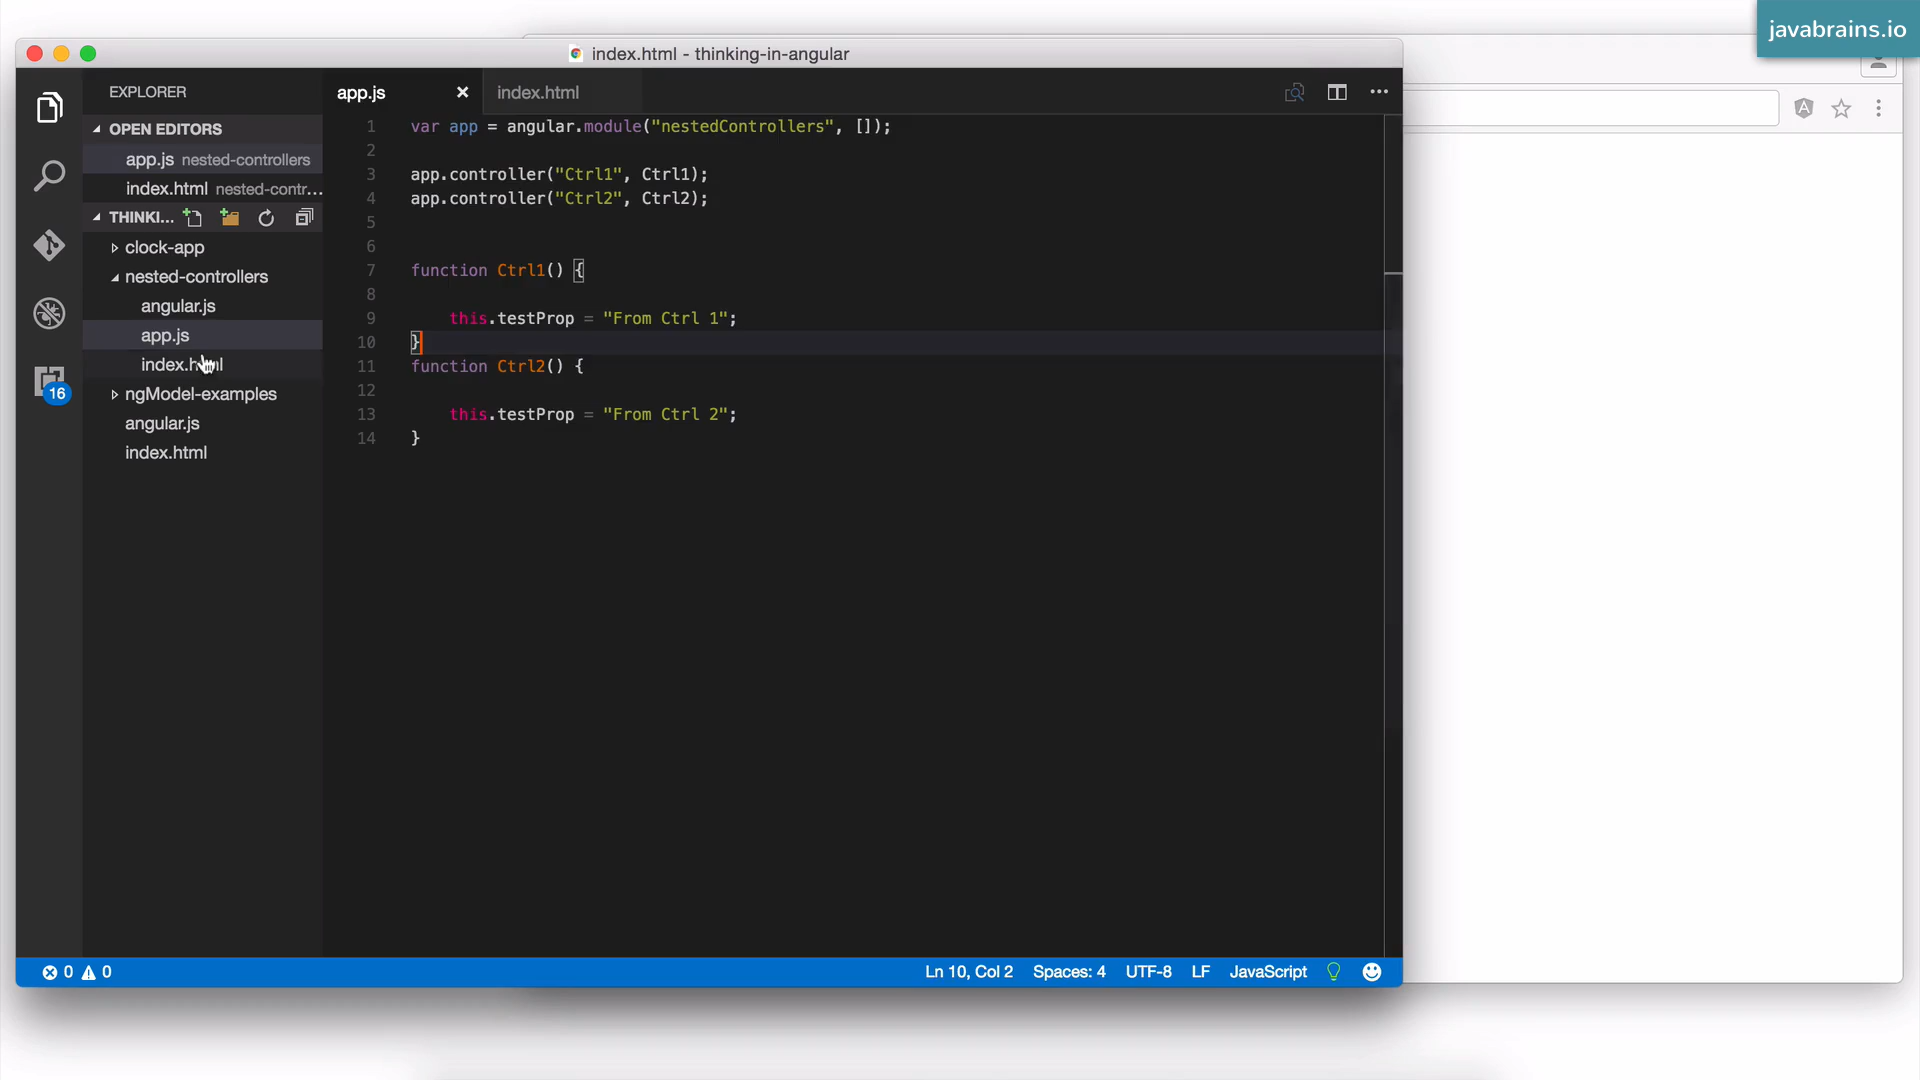 javabrains.io
index.html - thinking-in-angular
EXPLORER
OPEN EDITORS
app.js nested-controllers
index.html nested-contr...
THINKI...
clock-app
nested-controllers
angular.js
app.js
index.html
ngModel-examples
angular.js
index.html
16
app.js
index.html
1 var app = angular.module("nestedControllers", []);
2
3 app.controller("Ctrl1", Ctrl1);
4 app.controller("Ctrl2", Ctrl2);
5
6
7 function Ctrl1() {
8
9 this.testProp = "From Ctrl 1";
10 }
11 function Ctrl2() {
12
13 this.testProp = "From Ctrl 2";
14 }
0 0
Ln 10, Col 2 Spaces: 4 UTF-8 LF JavaScript